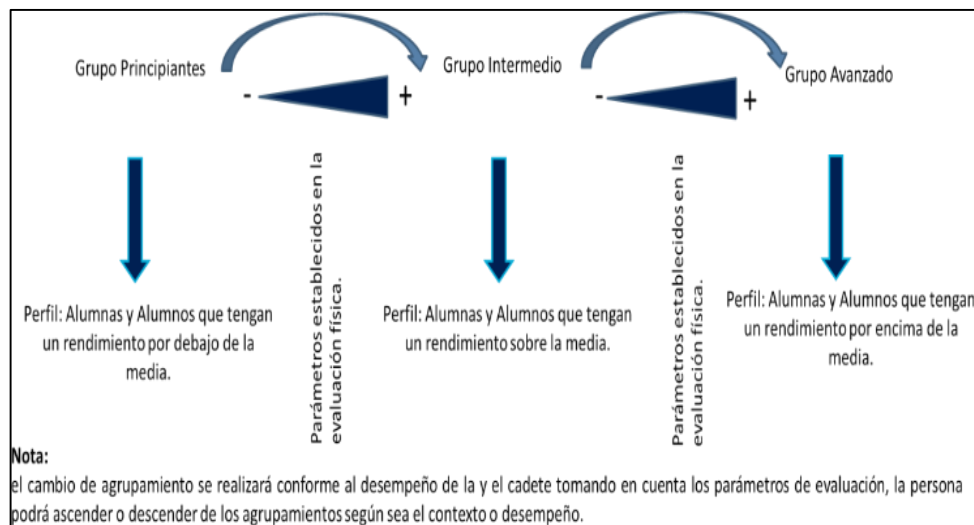 Grupo Principiantes
Grupo Intermedio
Grupo Avanzado
- +
- +
Parámetros establecidos en la
evaluación física.
Parámetros establecidos en la
evaluación física.
Perfil: Alumnas y Alumnos que tengan
un rendimiento por debajo de la
media.
Perfil: Alumnas y Alumnos que tengan
un rendimiento sobre la media.
Perfil: Alumnas y Alumnos que tengan
un rendimiento por encima de la
media.
Nota:
el cambio de agrupamiento se realizará conforme al desempeño de la y el cadete tomando en cuenta los parámetros de evaluación, la persona
podrá ascender o descender de los agrupamientos según sea el contexto o desempeño.